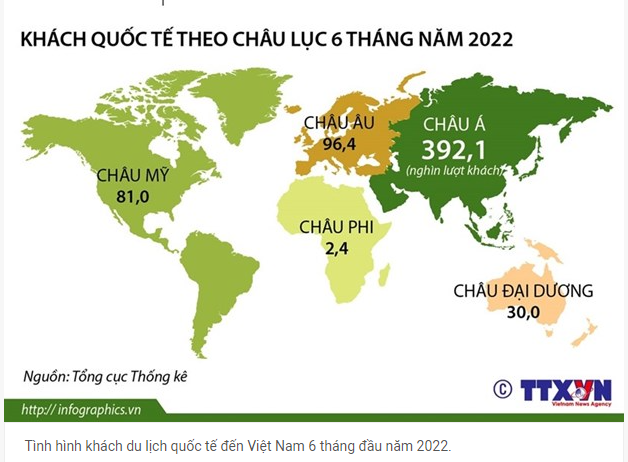 KHÁCH QUỐC TẾ THEO CHÂU LỤC 6 THÁNG NĂM 2022
CHÂU ÂU
96,4
CHÂU Á
392,1
(nghìn lượt khách)
CHÂU MỸ
81,0
CHÂU PHI
2,4
CHÂU ĐẠI DƯƠNG
30,0
Nguồn: Tổng cục Thống kê
© TTXVN
Vietnam News Agency
http://infographics.vn
Tình hình khách du lịch quốc tế đến Việt Nam 6 tháng đầu năm 2022.